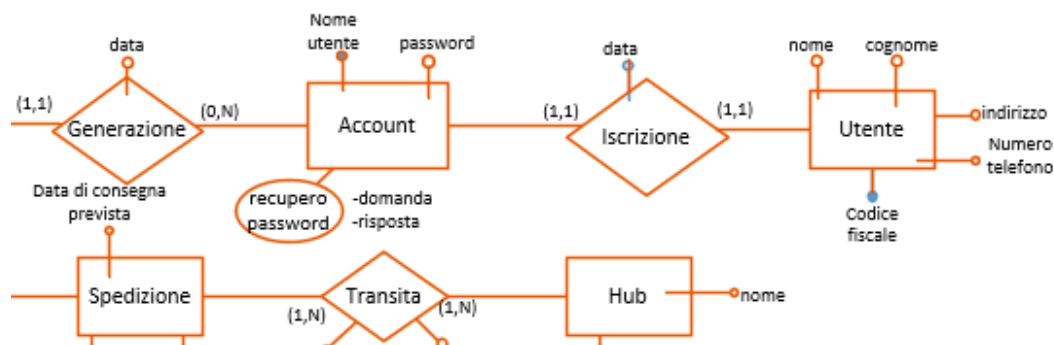 data
(1,1)
Generazione
(0,N)
Nome
utente
password
Account
recupero
password
-domanda
-risposta
(1,1)
data
Iscrizione
(1,1)
nome
cognome
Utente
indirizzo
Numero
telefono
Codice
fiscale
Data di consegna
prevista
Spedizione
(1,N)
Transita
(1,N)
Hub
nome